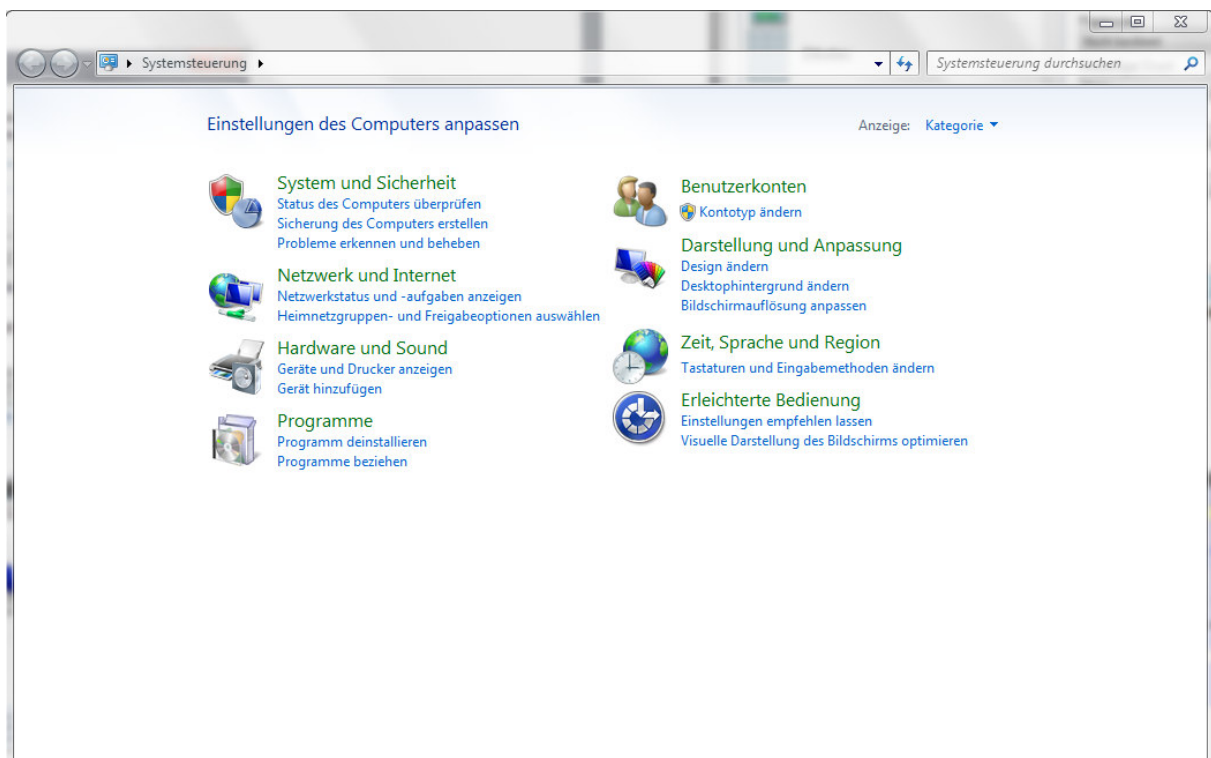 Systemsteuerung
Systemsteuerung durchsuchen
Einstellungen des Computers anpassen
Anzeige: Kategorie
System und Sicherheit
Status des Computers überprüfen
Sicherung des Computers erstellen
Probleme erkennen und beheben
Netzwerk und Internet
Netzwerkstatus und -aufgaben anzeigen
Heimnetzgruppen- und Freigabeoptionen auswählen
Hardware und Sound
Geräte und Drucker anzeigen
Gerät hinzufügen
Programme
Programm deinstallieren
Programme beziehen
Benutzerkonten
Kontotyp ändern
Darstellung und Anpassung
Design ändern
Desktophintergrund ändern
Bildschirmauflösung anpassen
Zeit, Sprache und Region
Tastaturen und Eingabemethoden ändern
Erleichterte Bedienung
Einstellungen empfehlen lassen
Visuelle Darstellung des Bildschirms optimieren